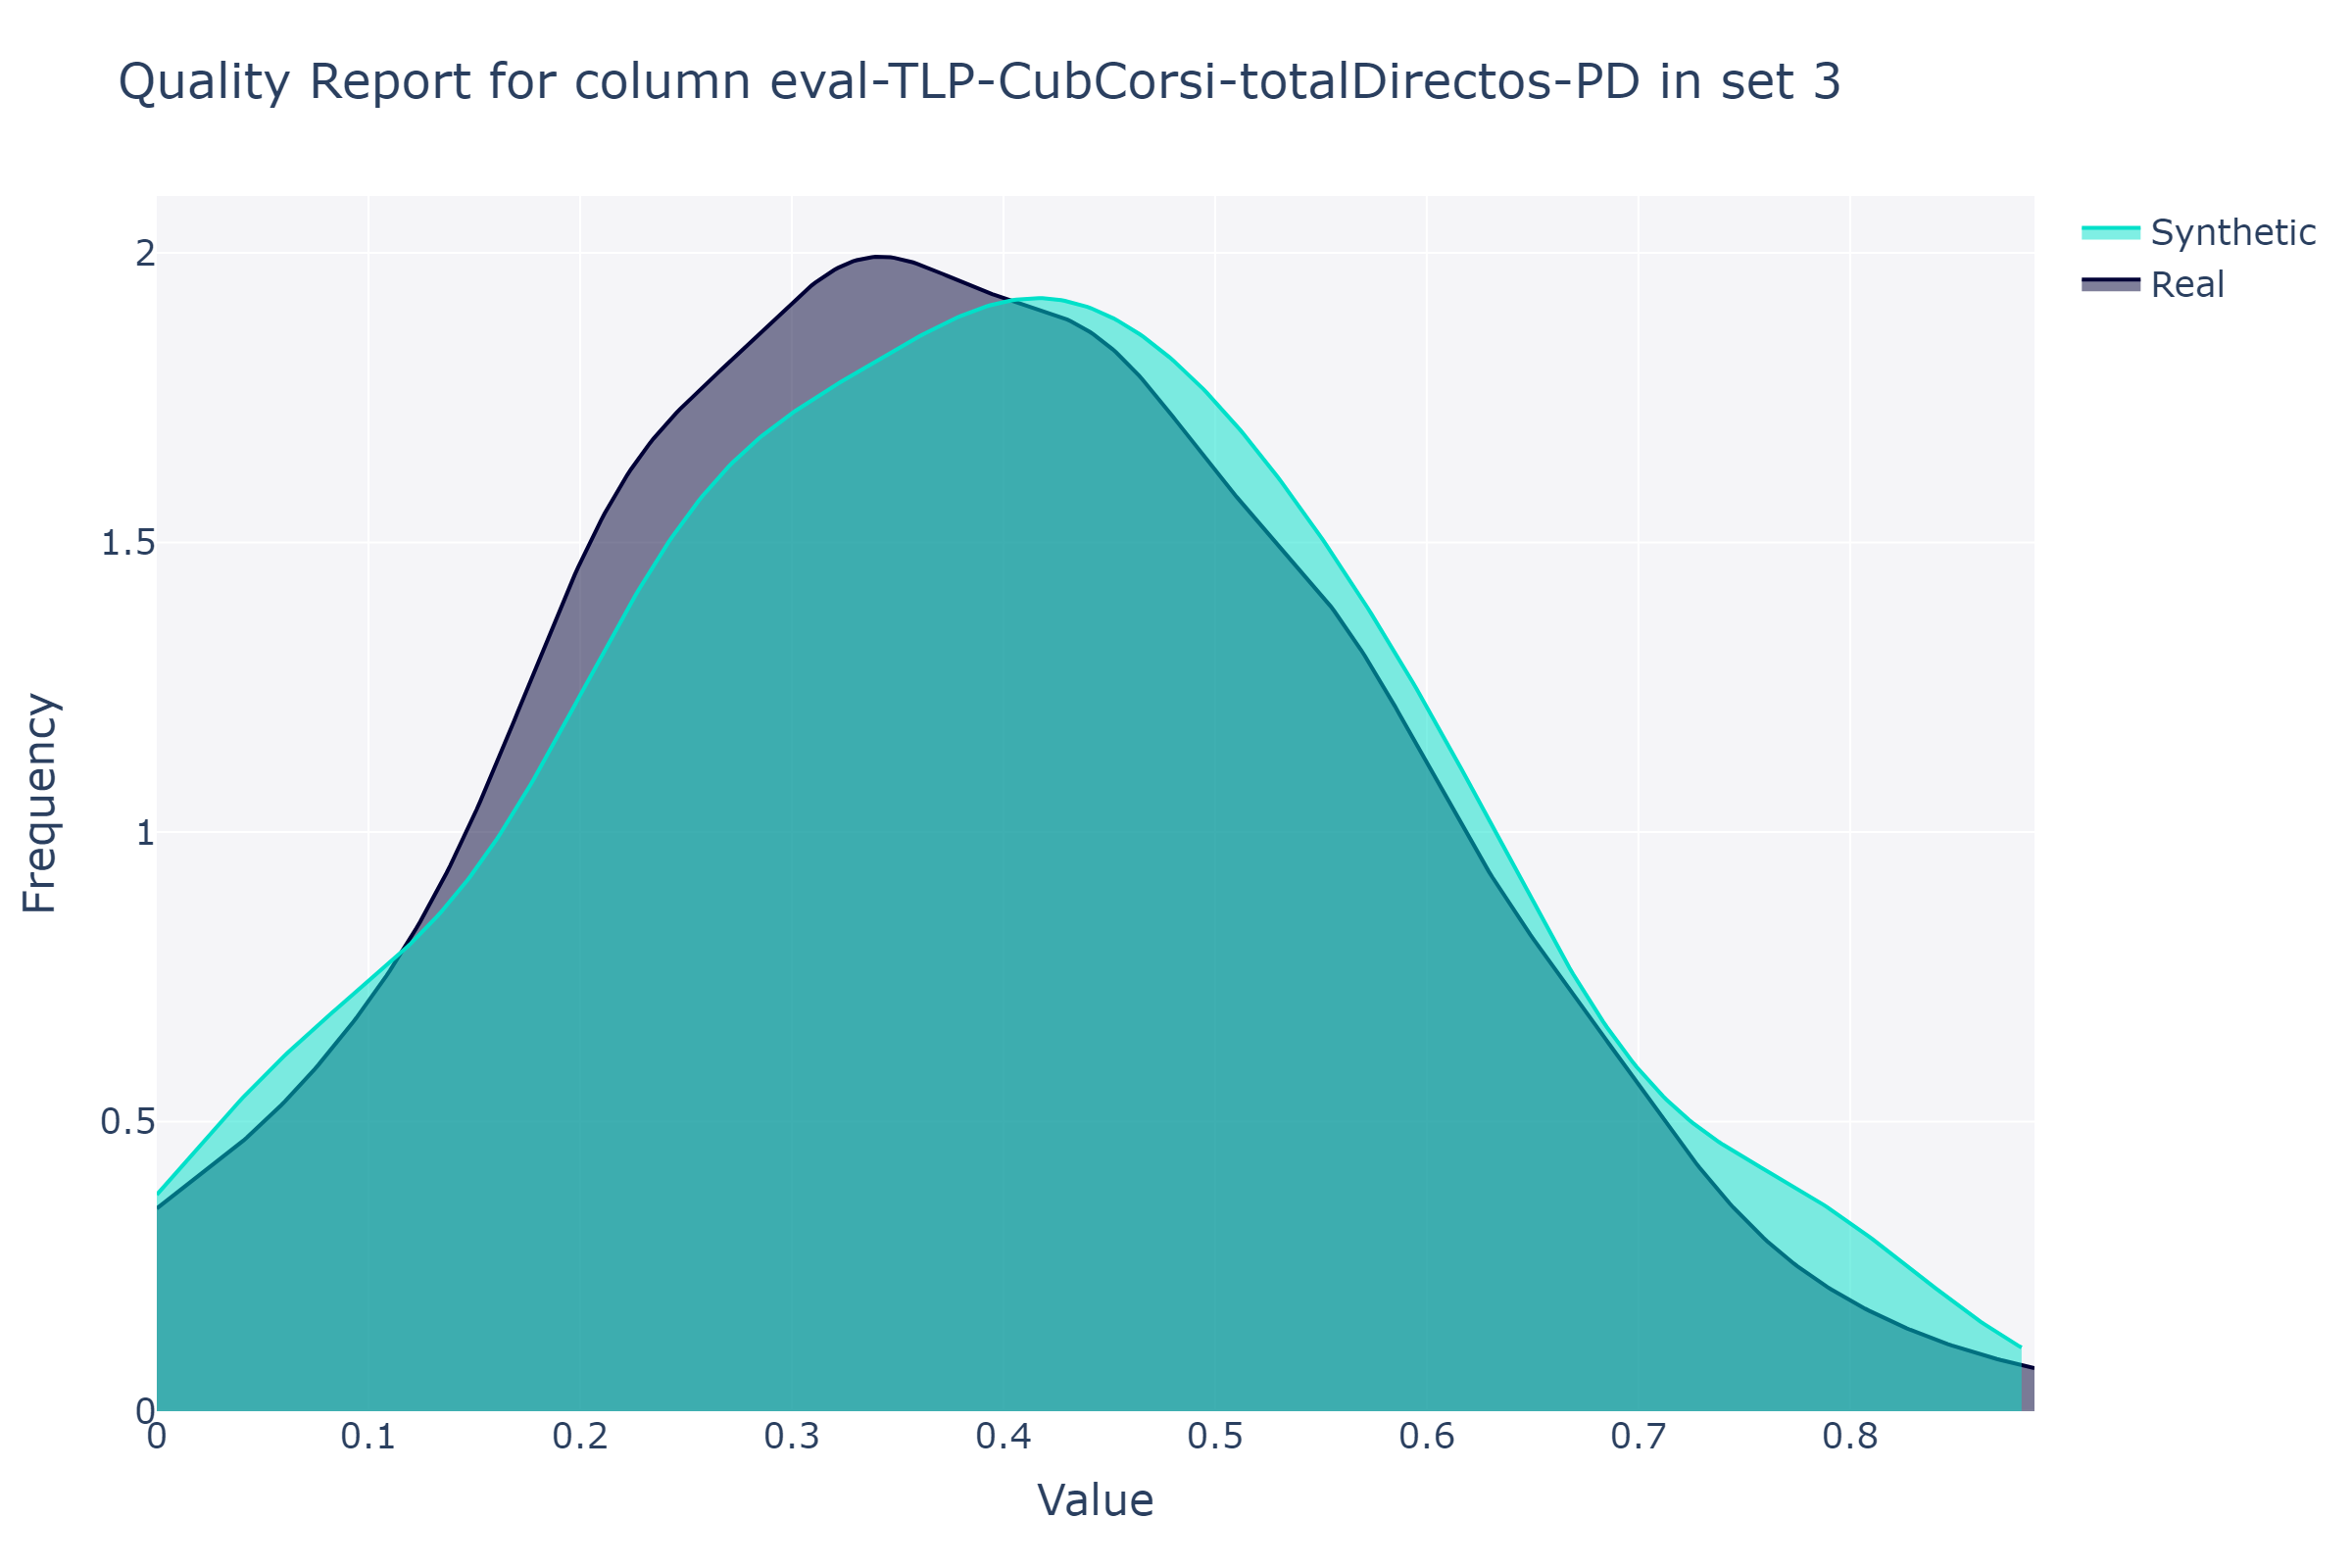 Quality Report for column eval-TLP-CubCorsi-totalDirectos-PD in set 3
Synthetic
Real
Frequency
2
1.5
1
0.5
0
0 0.1 0.2 0.3 0.4 0.5 0.6 0.7 0.8
Value